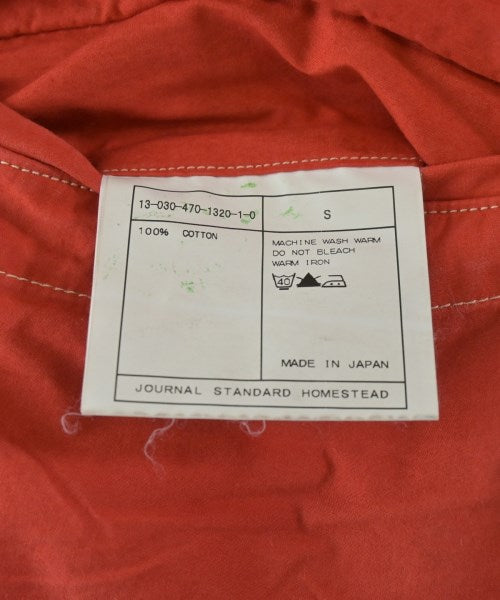 13-030-470-1320-1-0
S
100% COTTON
MACHINE WASH WARM
DO NOT BLEACH
WARM IRON
40
MADE IN JAPAN
JOURNAL STANDARD HOMESTEAD